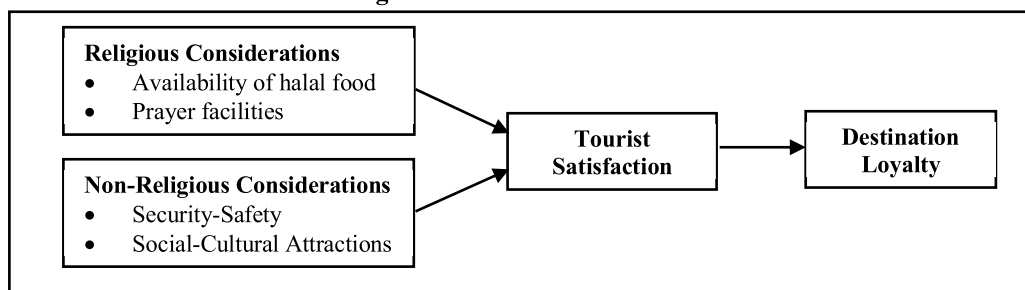 Religious Considerations
• Availability of halal food
• Prayer facilities
Non-Religious Considerations
• Security-Safety
• Social-Cultural Attractions
Tourist
Satisfaction
Destination
Loyalty